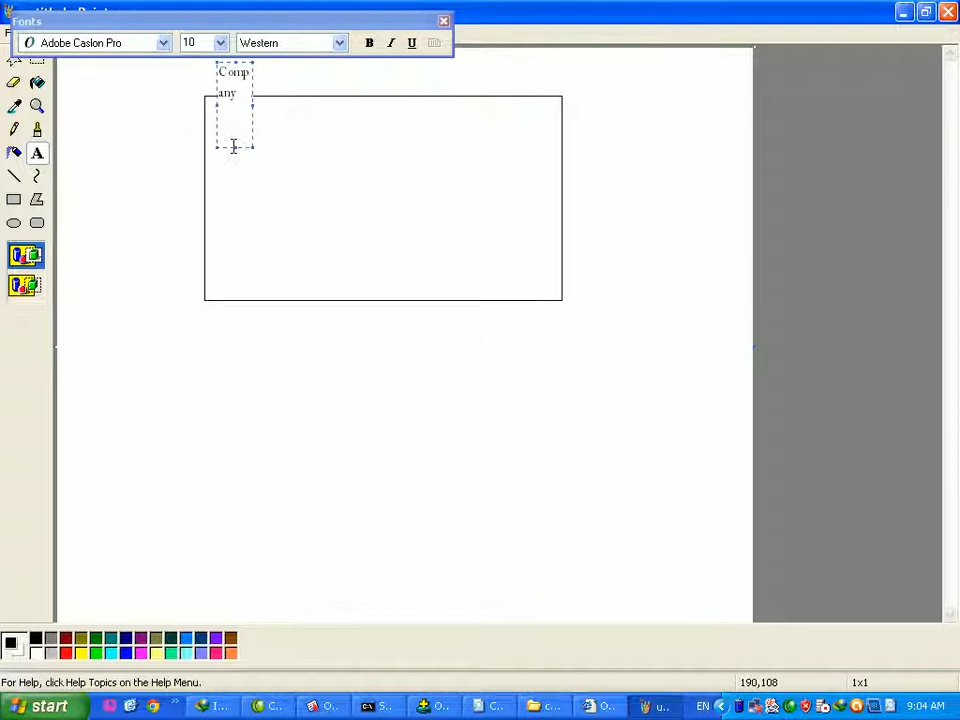 Fonts
Adobe Caslon Pro
10
Western
B
I
U
Comp
any
A
For Help, click Help Topics on the Help Menu.
190,108
1x1
start
I...
C...
O...
S...
O...
C...
c...
O...
u...
EN
9:04 AM